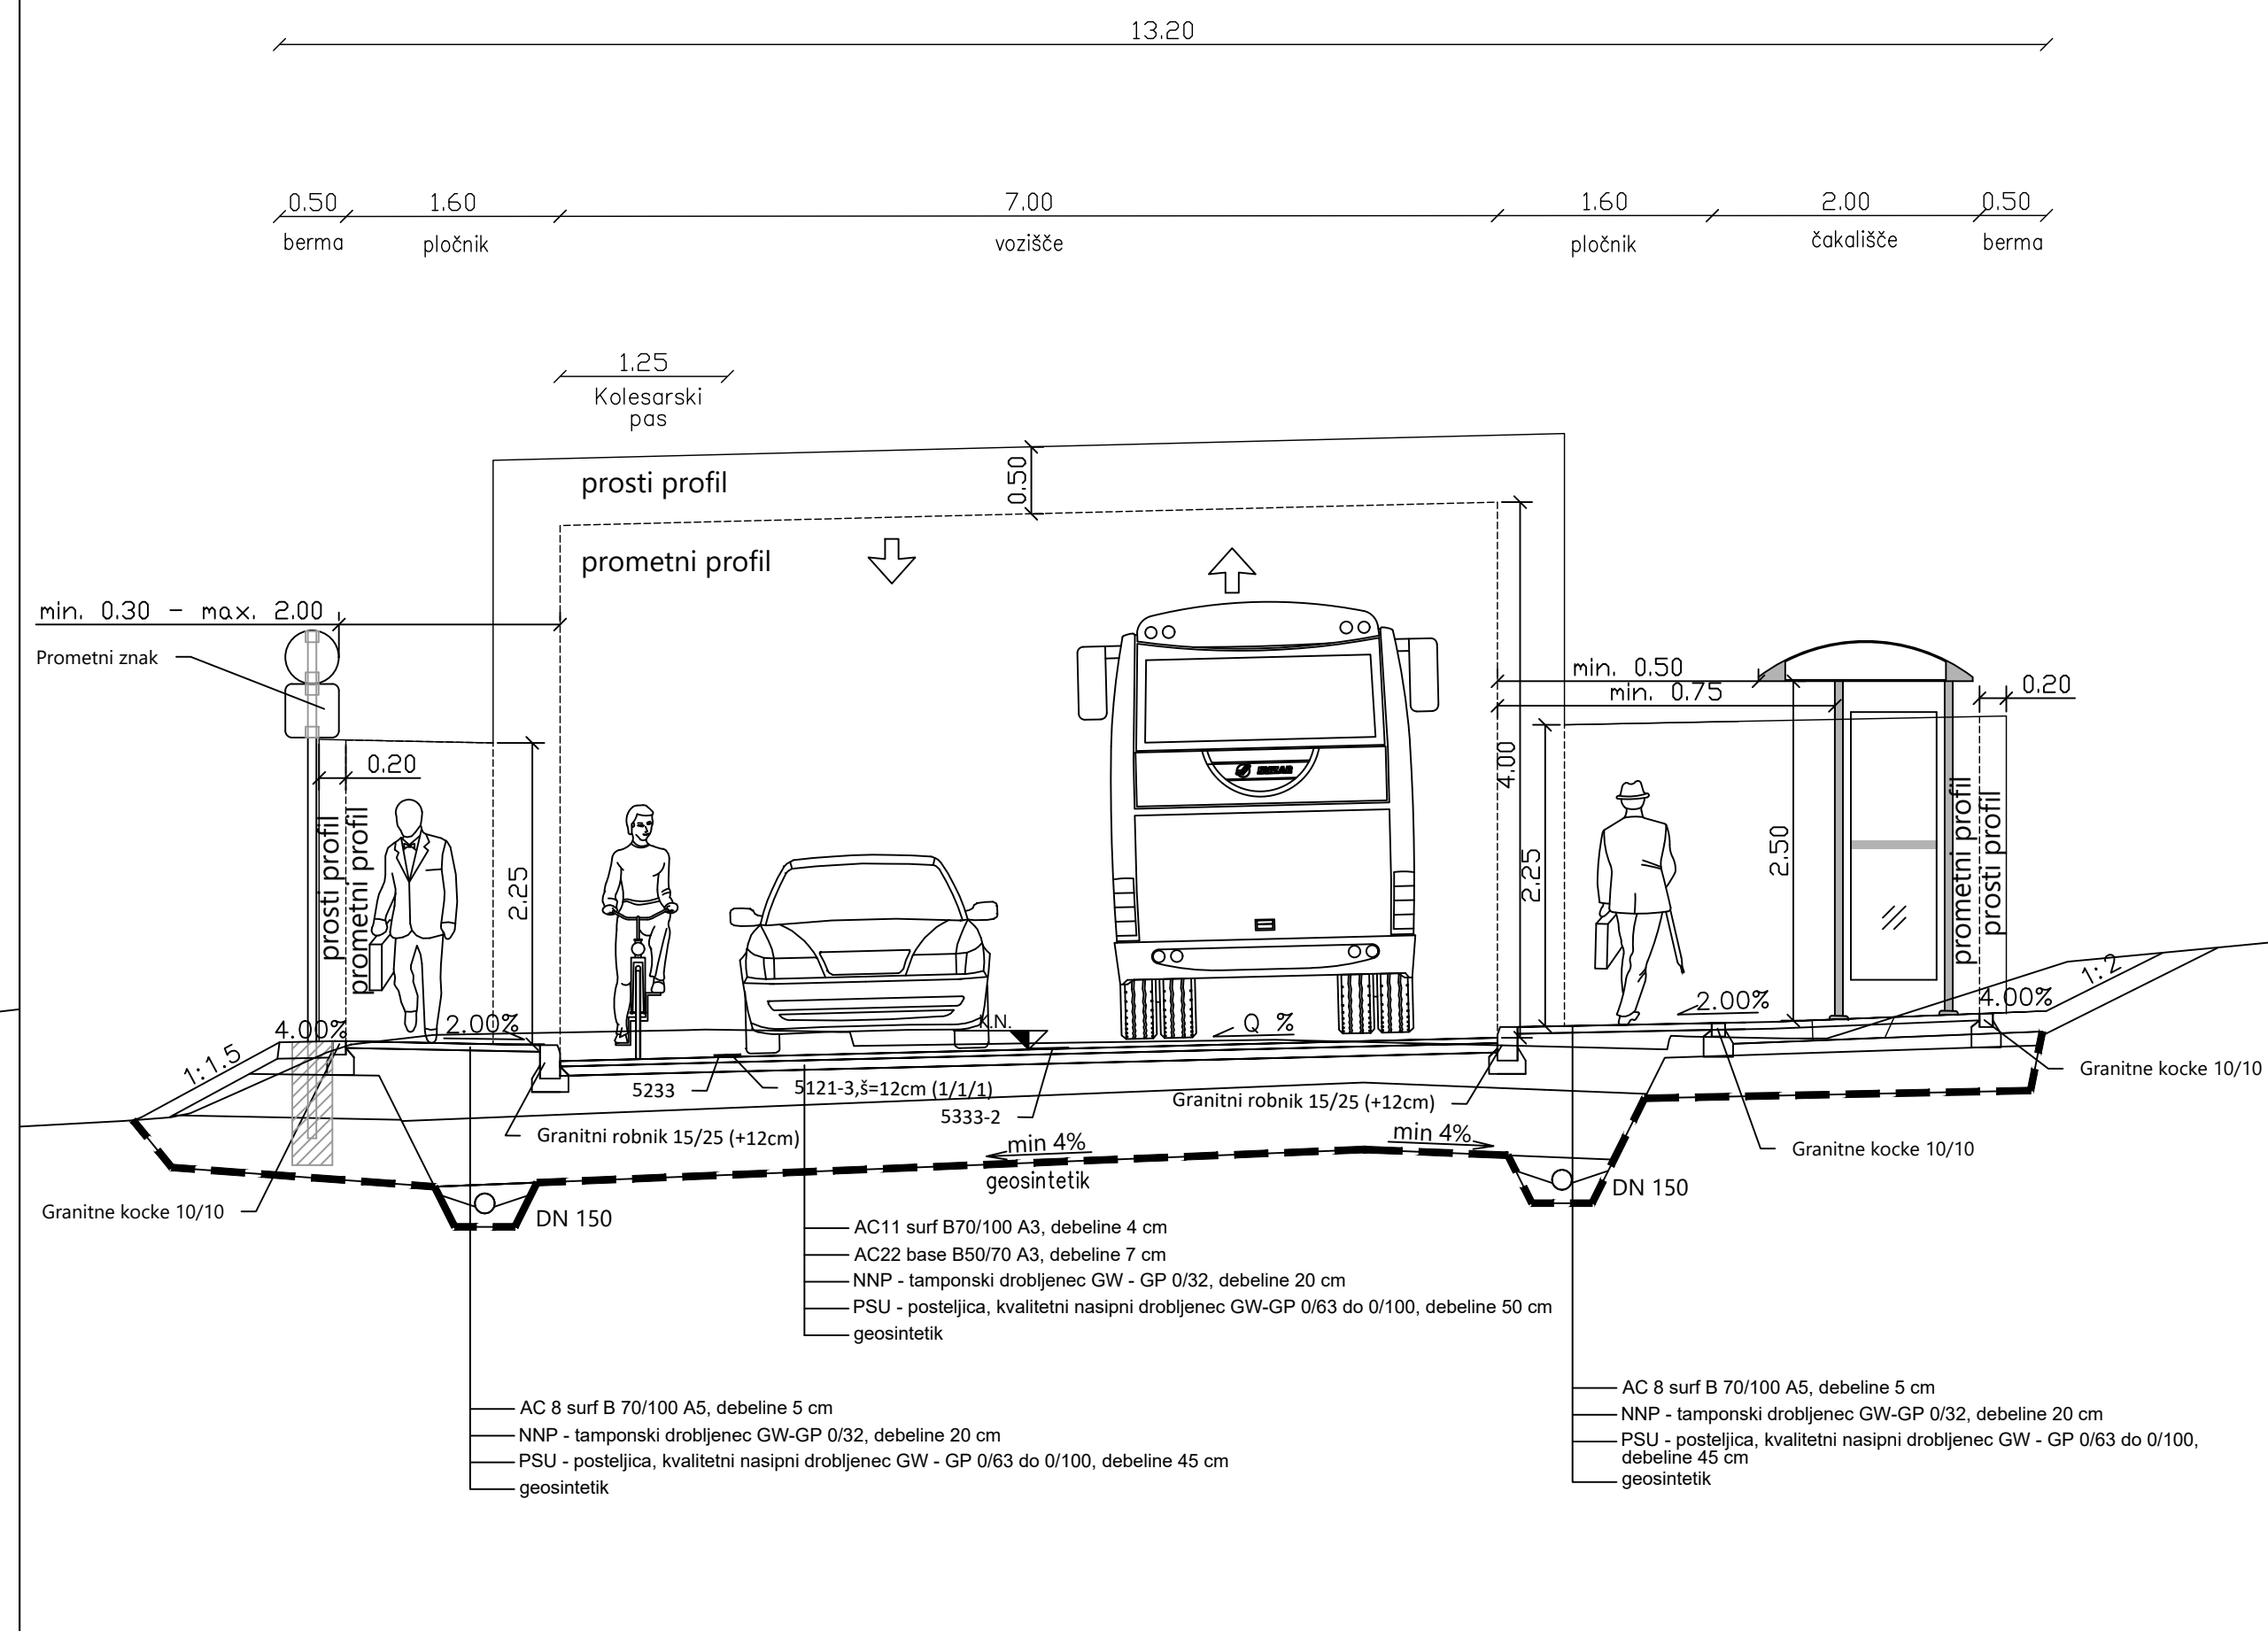 13.20
0.50 1.60 7.00 1.60 2.00 0.50
berma pločnik vozišče pločnik čakališče berma
1.25
Kolesarski
pas
prosti profil
0.50
prometni profil
min. 0.30 - max. 2.00
Prometni znak
min. 0.50
min. 0.75
0.20
0.20
4.00
2.25
2.25
2.50
prosti profil
prometni profil
prometni profil
prosti profil
1:1.5
4.00%
2.00%
K.N.
Q %
2.00%
4.00%
1:2
5233
5121-3,š=12cm (1/1/1)
5333-2
Granitni robnik 15/25 (+12cm)
Granitne kocke 10/10
Granitni robnik 15/25 (+12cm)
Granitne kocke 10/10
min 4%
min 4%
geosintetik
DN 150
Granitne kocke 10/10
DN 150
AC11 surf B70/100 A3, debeline 4 cm
AC22 base B50/70 A3, debeline 7 cm
NNP - tamponski drobljenec GW - GP 0/32, debeline 20 cm
PSU - posteljica, kvalitetni nasipni drobljenec GW-GP 0/63 do 0/100, debeline 50 cm
geosintetik
AC 8 surf B 70/100 A5, debeline 5 cm
NNP - tamponski drobljenec GW-GP 0/32, debeline 20 cm
PSU - posteljica, kvalitetni nasipni drobljenec GW - GP 0/63 do 0/100, debeline 45 cm
geosintetik
AC 8 surf B 70/100 A5, debeline 5 cm
NNP - tamponski drobljenec GW-GP 0/32, debeline 20 cm
PSU - posteljica, kvalitetni nasipni drobljenec GW - GP 0/63 do 0/100,
debeline 45 cm
geosintetik